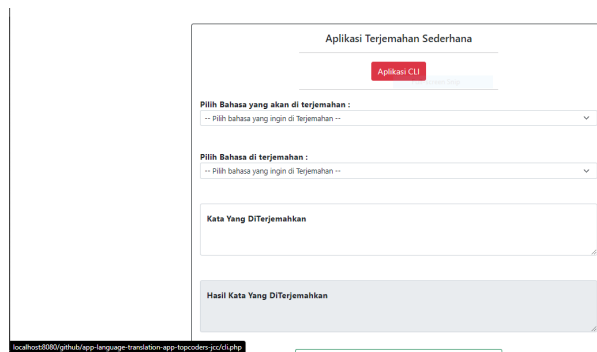 Aplikasi Terjemahan Sederhana
Aplikasi CLI
Pilih Bahasa yang akan di terjemahan :
-- Pilih bahasa yang ingin di Terjemahan --
Pilih Bahasa di terjemahan :
-- Pilih bahasa yang ingin di Terjemahan --
Kata Yang DiTerjemahkan
Hasil Kata Yang DiTerjemahkan
localhost:8080/github/app-language-translation-app-topcoders-jcc/cli.php